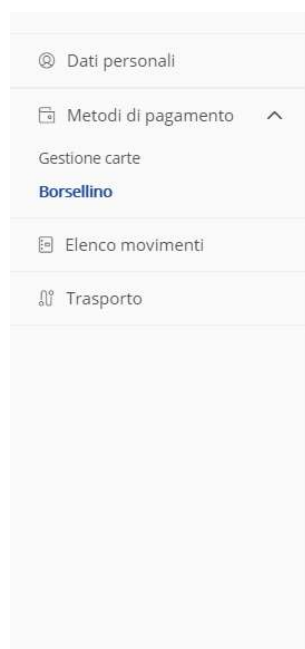 Dati personali
Metodi di pagamento
Gestione carte
Borsellino
Elenco movimenti
Trasporto